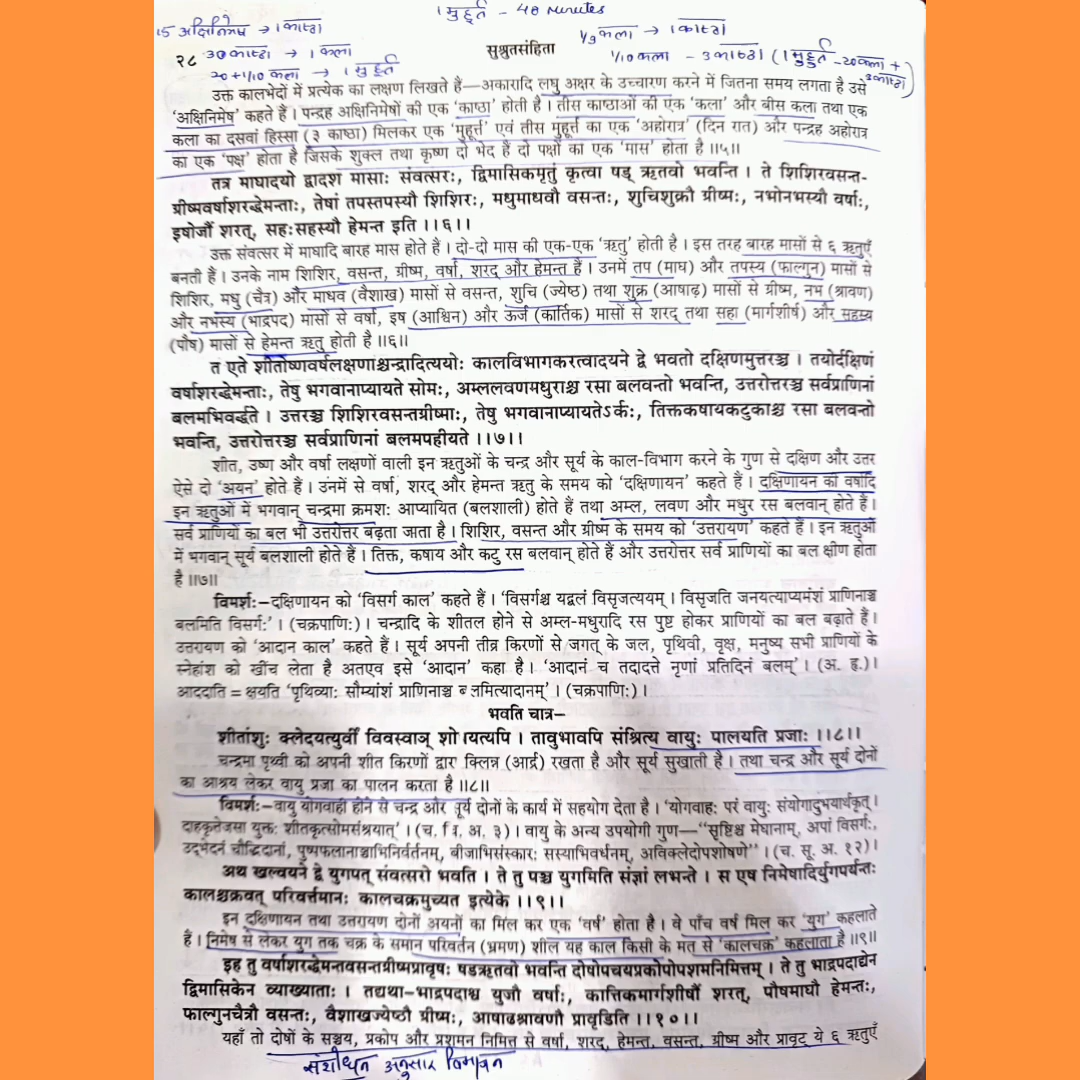 1 मुहूर्त - 48 minutes
15 अक्षिनिमेष → 1 काष्ठा
1/3 कला → 1 काष्ठा
२८ 30 काष्ठा → 1 कला
सुश्रुतसंहिता
1/10 कला - 3 काष्ठा (1 मुहूर्त - 20 कला + 3 काष्ठा)
20 + 1/10 कला → 1 मुहूर्त
उक्त कालभेदों में प्रत्येक का लक्षण लिखते हैं—अकारादि लघु अक्षर के उच्चारण करने में जितना समय लगता है उसे
'अक्षिनिमेष' कहते हैं। पन्द्रह अक्षिनिमेषों की एक 'काष्ठा' होती है। तीस काष्ठाओं की एक 'कला' और बीस कला तथा एक
कला का दसवां हिस्सा (३ काष्ठा) मिलकर एक 'मुहूर्त्त' एवं तीस मुहूर्त्त का एक 'अहोरात्र' (दिन रात) और पन्द्रह अहोरात्र
का एक 'पक्ष' होता है जिसके शुक्ल तथा कृष्ण दो भेद हैं दो पक्षों का एक 'मास' होता है ॥५॥
तत्र माघादयो द्वादश मासाः संवत्सरः, द्विमासिकमृतुं कृत्वा षड् ऋतवो भवन्ति। ते शिशिरवसन्त-
ग्रीष्मवर्षाशरद्धेमन्ताः, तेषां तपस्तपस्यौ शिशिरः, मधुमाधवौ वसन्तः, शुचिशुक्रौ ग्रीष्मः, नभोनभस्यौ वर्षाः,
इषोर्जौ शरत्, सहःसहस्यौ हेमन्त इति ॥६॥
उक्त संवत्सर में माघादि बारह मास होते हैं। दो-दो मास की एक-एक 'ऋतु' होती है। इस तरह बारह मासों से ६ ऋतुएँ
बनती हैं। उनके नाम शिशिर, वसन्त, ग्रीष्म, वर्षा, शरद् और हेमन्त हैं। उनमें तप (माघ) और तपस्य (फाल्गुन) मासों से
शिशिर, मधु (चैत्र) और माधव (वैशाख) मासों से वसन्त, शुचि (ज्येष्ठ) तथा शुक्र (आषाढ़) मासों से ग्रीष्म, नभ (श्रावण)
और नभस्य (भाद्रपद) मासों से वर्षा, इष (आश्विन) और ऊर्ज (कार्तिक) मासों से शरद् तथा सहा (मार्गशीर्ष) और सहस्य
(पौष) मासों से हेमन्त ऋतु होती है ॥६॥
त एते शीतोष्णवर्षलक्षणाश्चन्द्रादित्ययोः कालविभागकरत्वादयने द्वे भवतो दक्षिणमुत्तरञ्च। तयोर्दक्षिणं
वर्षाशरद्धेमन्ताः, तेषु भगवानाप्यायते सोमः, अम्ललवणमधुराश्च रसा बलवन्तो भवन्ति, उत्तरोत्तरञ्च सर्वप्राणिनां
बलमभिवर्द्धते। उत्तरञ्च शिशिरवसन्तग्रीष्माः, तेषु भगवानाप्यायतेऽर्कः, तिक्तकषायकटुकाश्च रसा बलवन्तो
भवन्ति, उत्तरोत्तरञ्च सर्वप्राणिनां बलमपहीयते ॥७॥
शीत, उष्ण और वर्षा लक्षणों वाली इन ऋतुओं के चन्द्र और सूर्य के काल-विभाग करने के गुण से दक्षिण और उत्तर
ऐसे दो 'अयन' होते हैं। उनमें से वर्षा, शरद् और हेमन्त ऋतु के समय को 'दक्षिणायन' कहते हैं। दक्षिणायन की वर्षादि
इन ऋतुओं में भगवान् चन्द्रमा क्रमशः आप्यायित (बलशाली) होते हैं तथा अम्ल, लवण और मधुर रस बलवान् होते हैं।
सर्व प्राणियों का बल भी उत्तरोत्तर बढ़ता जाता है। शिशिर, वसन्त और ग्रीष्म के समय को 'उत्तरायण' कहते हैं। इन ऋतुओं
में भगवान् सूर्य बलशाली होते हैं। तिक्त, कषाय और कटु रस बलवान् होते हैं और उत्तरोत्तर सर्व प्राणियों का बल क्षीण होता
है ॥७॥
विमर्शः—दक्षिणायन को 'विसर्ग काल' कहते हैं। 'विसर्गश्च यद्बलं विसृजत्ययम्। विसृजति जनयत्याप्यमंशं प्राणिनाञ्च
बलमिति विसर्गः'। (चक्रपाणिः)। चन्द्रादि के शीतल होने से अम्ल-मधुरादि रस पुष्ट होकर प्राणियों का बल बढ़ाते हैं।
उत्तरायण को 'आदान काल' कहते हैं। सूर्य अपनी तीव्र किरणों से जगत् के जल, पृथिवी, वृक्ष, मनुष्य सभी प्राणियों के
स्नेहांश को खींच लेता है अतएव इसे 'आदान' कहा है। 'आदानं च तदादत्ते नृणां प्रतिदिनं बलम्'। (अ. हृ.)।
आददाति = क्षयति 'पृथिव्याः सौम्यांशं प्राणिनाञ्च बलमित्यादानम्'। (चक्रपाणिः)।
भवति चात्र—
शीतांशुः क्लेदयत्युर्वीं विवस्वाञ् शोषयत्यपि। तावुभावपि संश्रित्य वायुः पालयति प्रजाः ॥८॥
चन्द्रमा पृथ्वी को अपनी शीत किरणों द्वारा क्लिन्न (आर्द्र) रखता है और सूर्य सुखाती है। तथा चन्द्र और सूर्य दोनों
का आश्रय लेकर वायु प्रजा का पालन करता है ॥८॥
विमर्शः—वायु योगवाही होने से चन्द्र और सूर्य दोनों के कार्य में सहयोग देता है। 'योगवाहः परं वायुः संयोगादुभयार्थकृत्।
दाहकृत्तेजसा युक्तः शीतकृत्सोमसंश्रयात्'। (च. चि. अ. ३)। वायु के अन्य उपयोगी गुण—"सृष्टिश्च मेघानाम्, अपां विसर्गः,
उद्भेदनं चौद्भिदानां, पुष्पफलानाञ्चाभिनिर्वर्तनम्, बीजाभिसंस्कारः सस्याभिवर्धनम्, अविक्लेदोपशोषणे"। (च. सू. अ. १२)।
अथ खल्वयने द्वे युगपत् संवत्सरो भवति। ते तु पञ्च युगमिति संज्ञां लभन्ते। स एष निमेषादिर्युगपर्यन्तः
कालश्चक्रवत् परिवर्त्तमानः कालचक्रमुच्यत इत्येके ॥९॥
इन दक्षिणायन तथा उत्तरायण दोनों अयनों का मिल कर एक 'वर्ष' होता है। वे पाँच वर्ष मिल कर 'युग' कहलाते
हैं। निमेष से लेकर युग तक चक्र के समान परिवर्तन (भ्रमण) शील यह काल किसी के मत से 'कालचक्र' कहलाता है ॥९॥
इह तु वर्षाशरद्धेमन्तवसन्तग्रीष्मप्रावृषः षडऋतवो भवन्ति दोषोपचयप्रकोपोपशमनिमित्तम्। ते तु भाद्रपदाद्येन
द्विमासिकेन व्याख्याताः। तद्यथा—भाद्रपदाश्व युजौ वर्षाः, कात्तिकमार्गशीर्षौ शरत्, पौषमाघौ हेमन्तः,
फाल्गुनचैत्रौ वसन्तः, वैशाखज्येष्ठौ ग्रीष्मः, आषाढश्रावणौ प्रावृडिति ॥१०॥
यहाँ तो दोषों के सञ्चय, प्रकोप और प्रशमन निमित्त से वर्षा, शरद्, हेमन्त, वसन्त, ग्रीष्म और प्रावृट् ये ६ ऋतुएँ
संशोधन अनुसार विभाजन